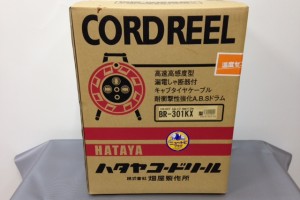 CORD REEL
高速高感度型
漏電しゃ断器付
キャブタイヤケーブル
耐衝撃性強化A.B.Sドラム
BR-301KX
HATAYA
ハタヤコードリール
株式会社 畑屋製作所